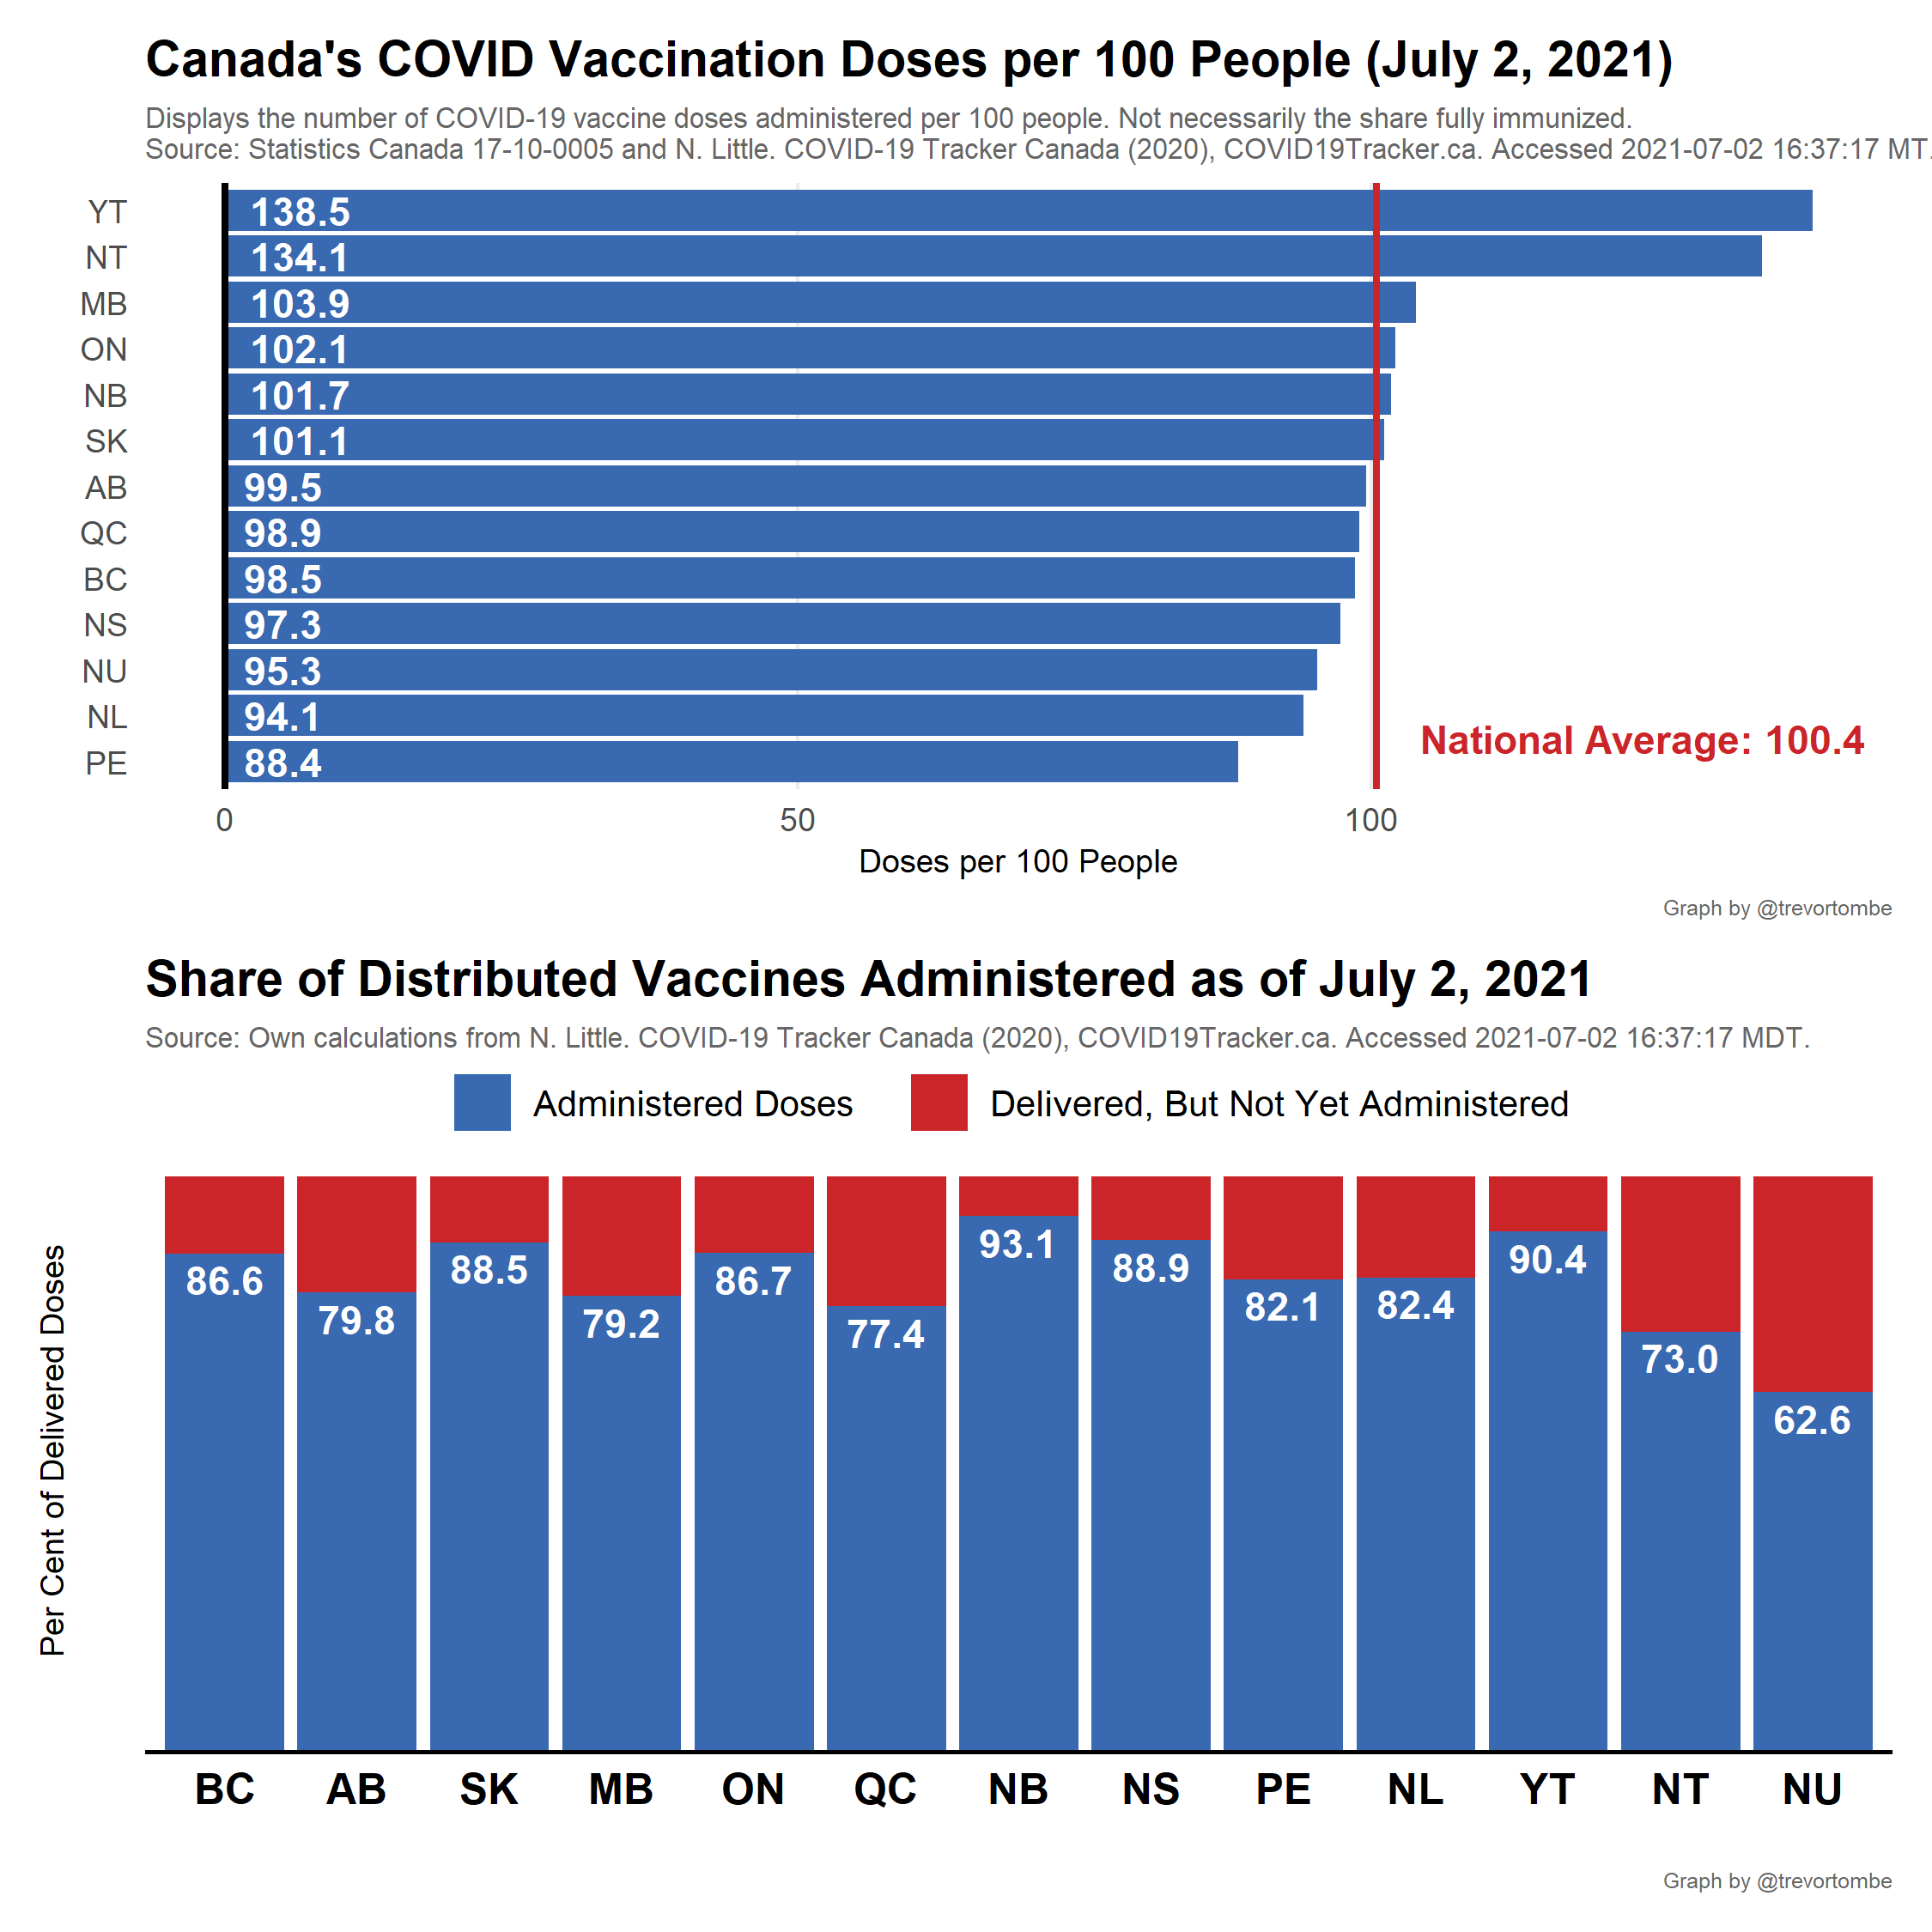 Canada's COVID Vaccination Doses per 100 People (July 2, 2021)
Displays the number of COVID-19 vaccine doses administered per 100 people. Not necessarily the share fully immunized.
Source: Statistics Canada 17-10-0005 and N. Little. COVID-19 Tracker Canada (2020), COVID19Tracker.ca. Accessed 2021-07-02 16:37:17 MT.
YT 138.5
NT 134.1
MB 103.9
ON 102.1
NB 101.7
SK 101.1
AB 99.5
QC 98.9
BC 98.5
NS 97.3
NU 95.3
NL 94.1
National Average: 100.4
PE 88.4
0 50 100
Doses per 100 People
Graph by @trevortombe
Share of Distributed Vaccines Administered as of July 2, 2021
Source: Own calculations from N. Little. COVID-19 Tracker Canada (2020), COVID19Tracker.ca. Accessed 2021-07-02 16:37:17 MDT.
Administered Doses Delivered, But Not Yet Administered
Per Cent of Delivered Doses
86.6 79.8 88.5 79.2 86.7 77.4 93.1 88.9 82.1 82.4 90.4 73.0 62.6
BC AB SK MB ON QC NB NS PE NL YT NT NU
Graph by @trevortombe